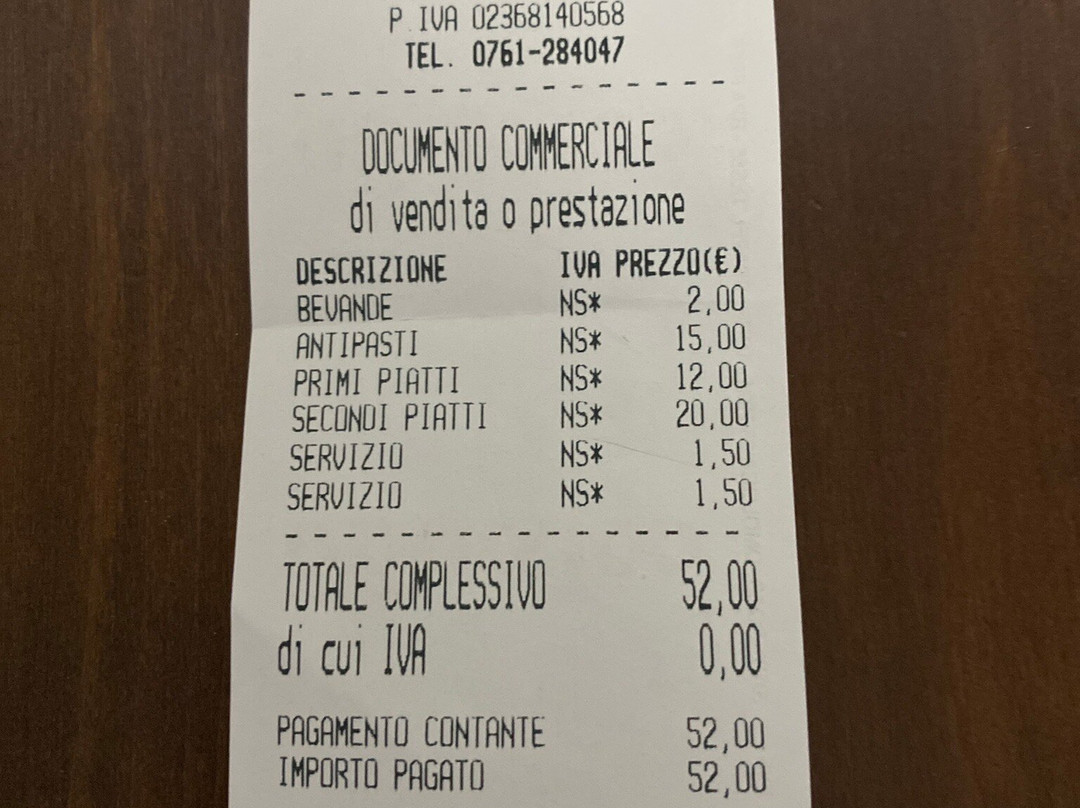 P.IVA 02368140568
TEL. 0761-284047
DOCUMENTO COMMERCIALE
di vendita o prestazione
DESCRIZIONE IVA PREZZO(€)
BEVANDE NS* 2,00
ANTIPASTI NS* 15,00
PRIMI PIATTI NS* 12,00
SECONDI PIATTI NS* 20,00
SERVIZIO NS* 1,50
SERVIZIO NS* 1,50
TOTALE COMPLESSIVO 52,00
di cui IVA 0,00
PAGAMENTO CONTANTE 52,00
IMPORTO PAGATO 52,00